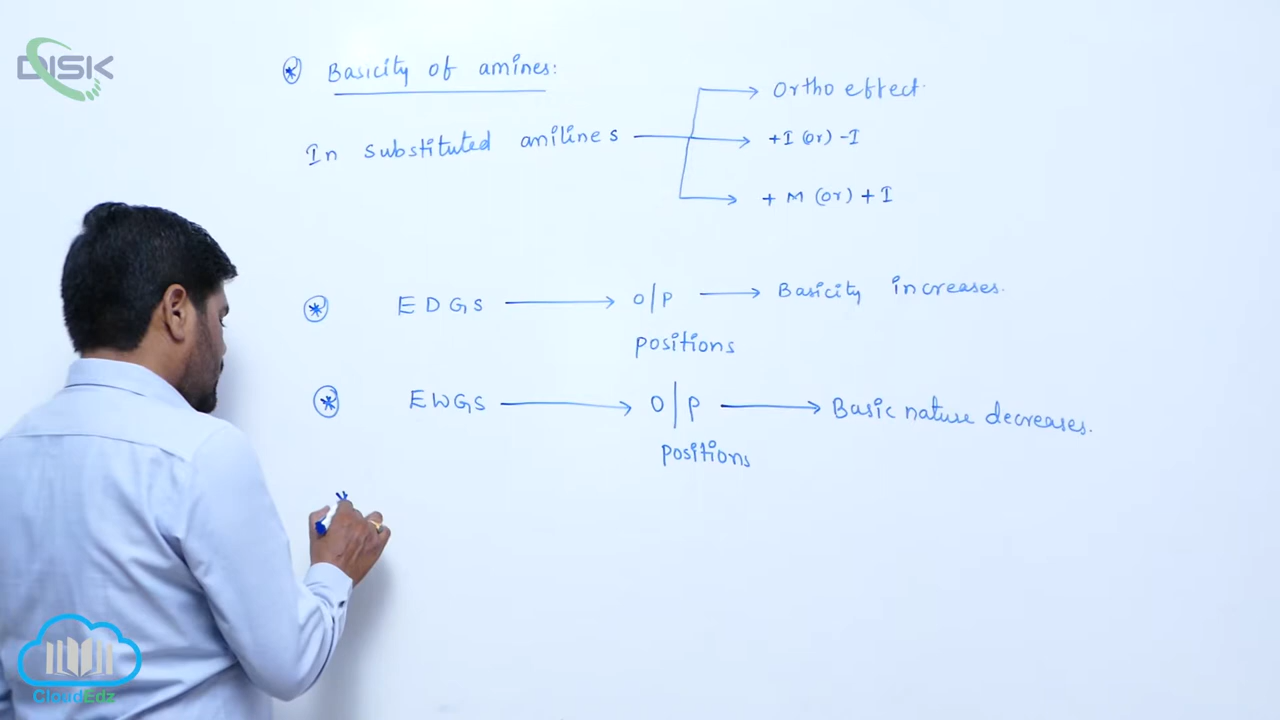 DISK
* Basicity of amines:
Ortho effect.
In substituted anilines
+I (or) -I
+ M (or) + I
* EDGS O|P Basicity increases.
positions
* EWGS O|P Basic nature decreases.
positions
CloudEdz